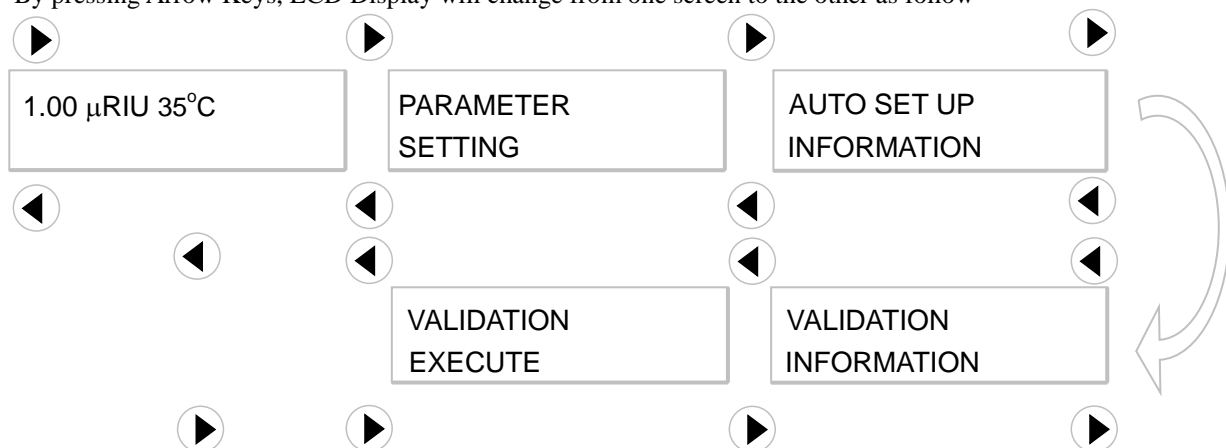 By pressing Arrow Keys, LCD Display will change from one screen to the other as follow
1.00 μRIU 35°C
PARAMETER
SETTING
AUTO SET UP
INFORMATION
VALIDATION
EXECUTE
VALIDATION
INFORMATION